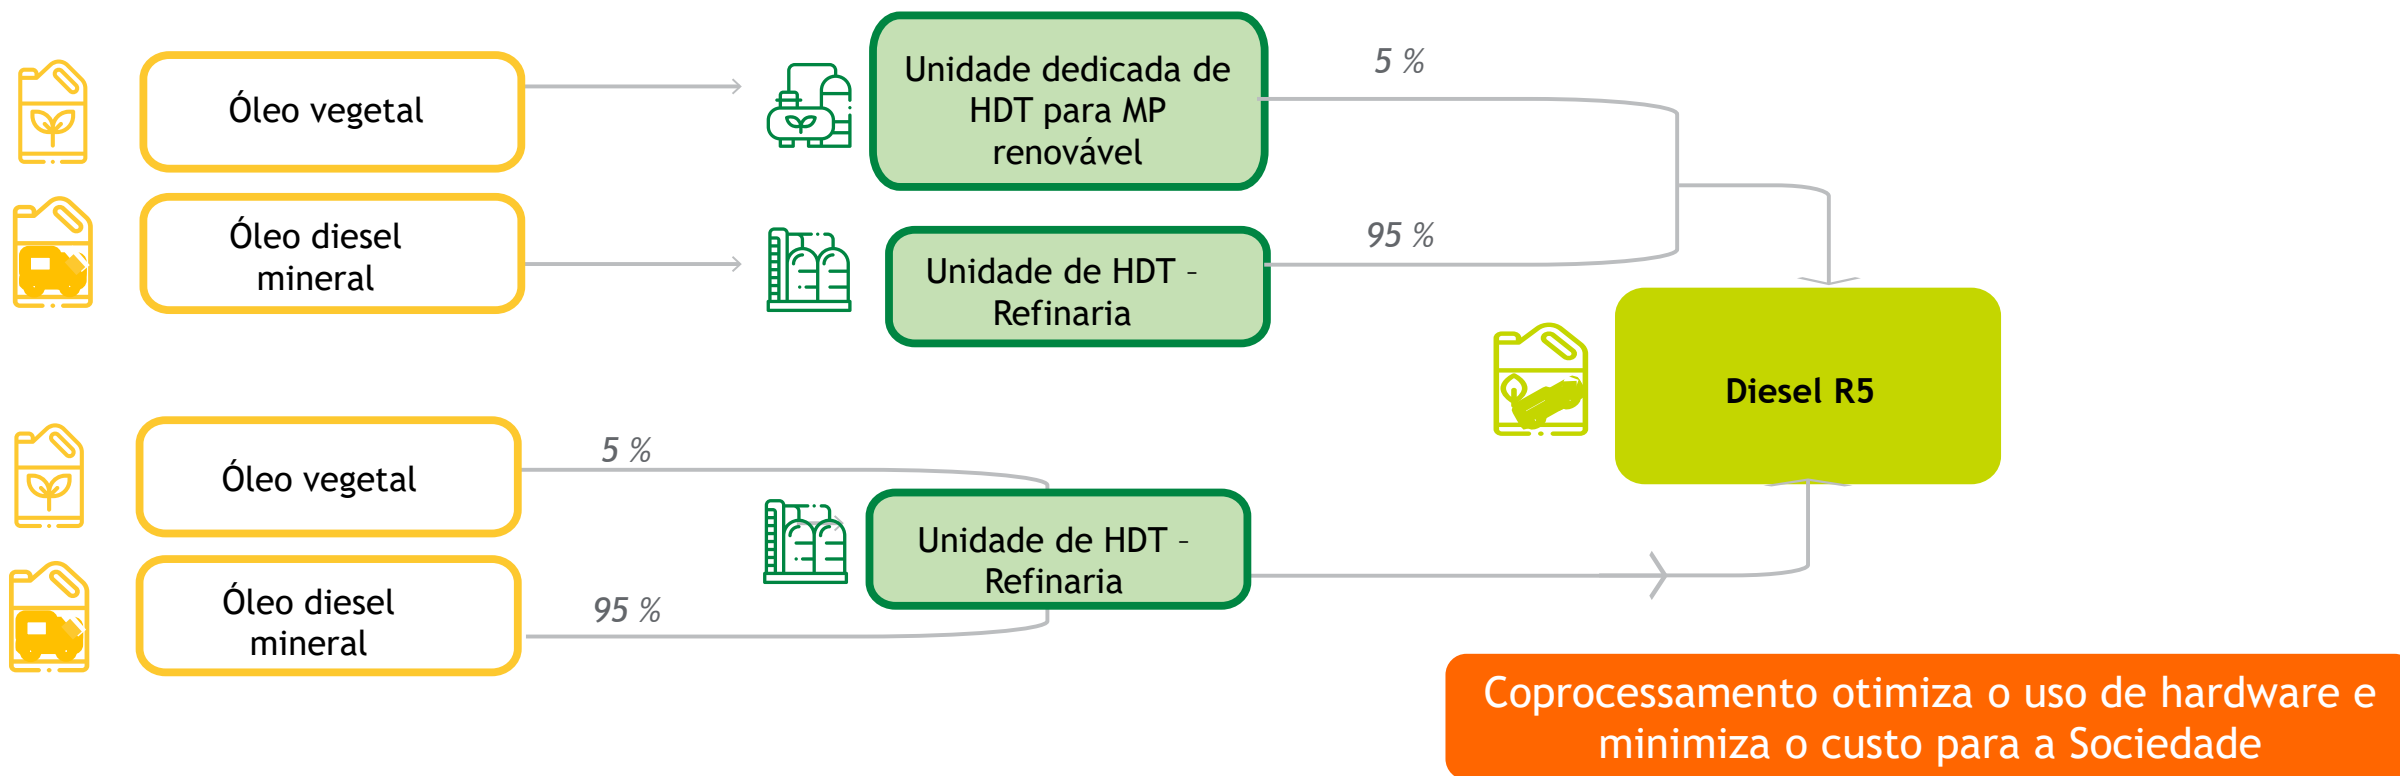 Óleo vegetal
Unidade dedicada de
HDT para MP
renovável
5 %
Óleo diesel
mineral
Unidade de HDT –
Refinaria
95 %
Diesel R5
Óleo vegetal
5 %
Óleo diesel
mineral
95 %
Unidade de HDT –
Refinaria
Coprocessamento otimiza o uso de hardware e
minimiza o custo para a Sociedade